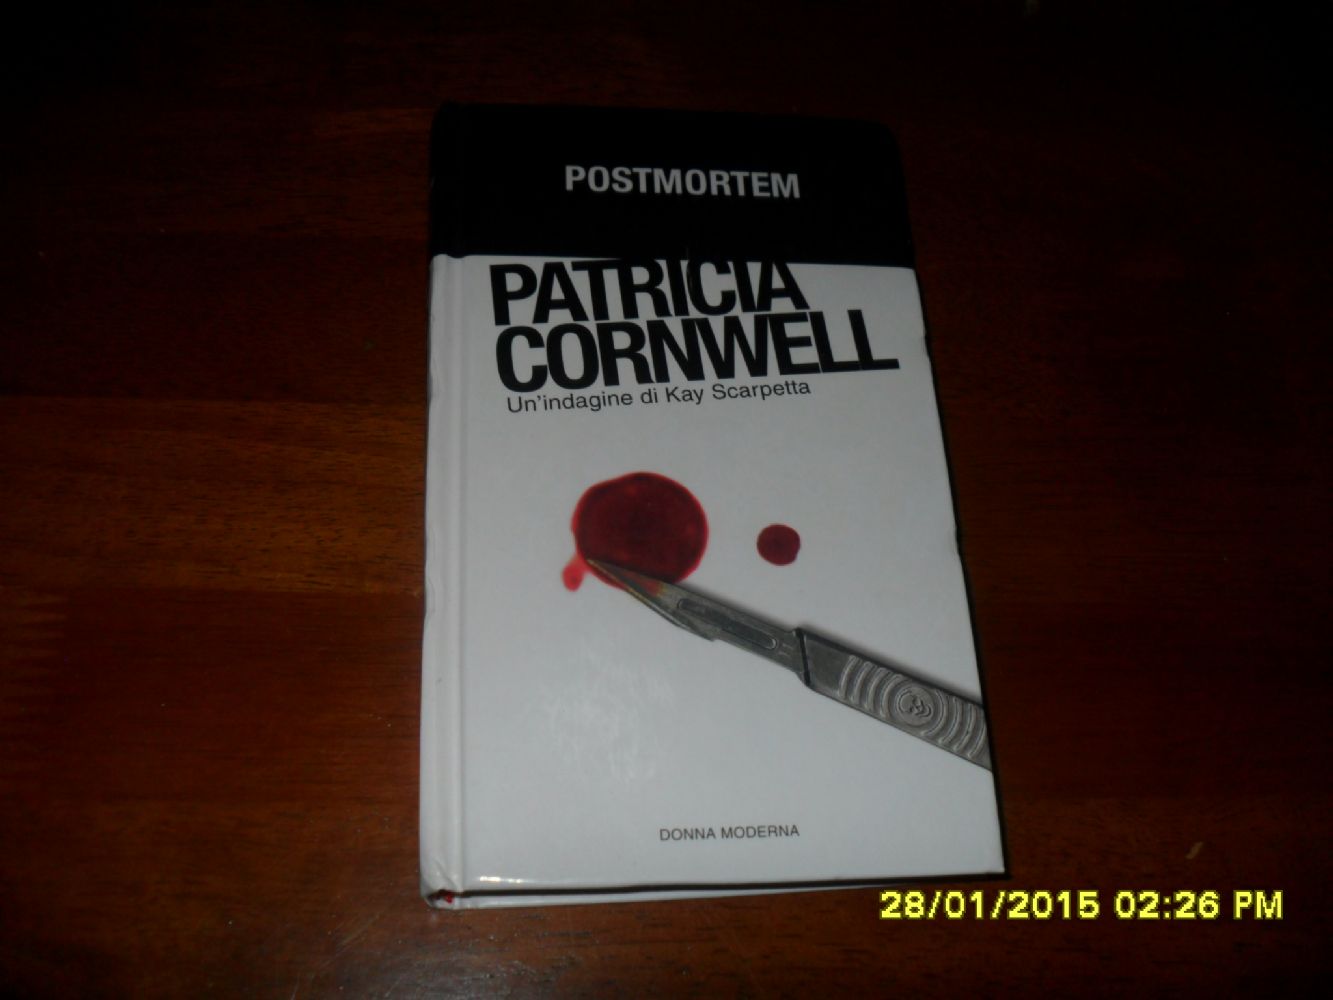 POSTMORTEM
PATRICIA
CORNWELL
Un'indagine di Kay Scarpetta
DONNA MODERNA
28/01/2015 02:26 PM